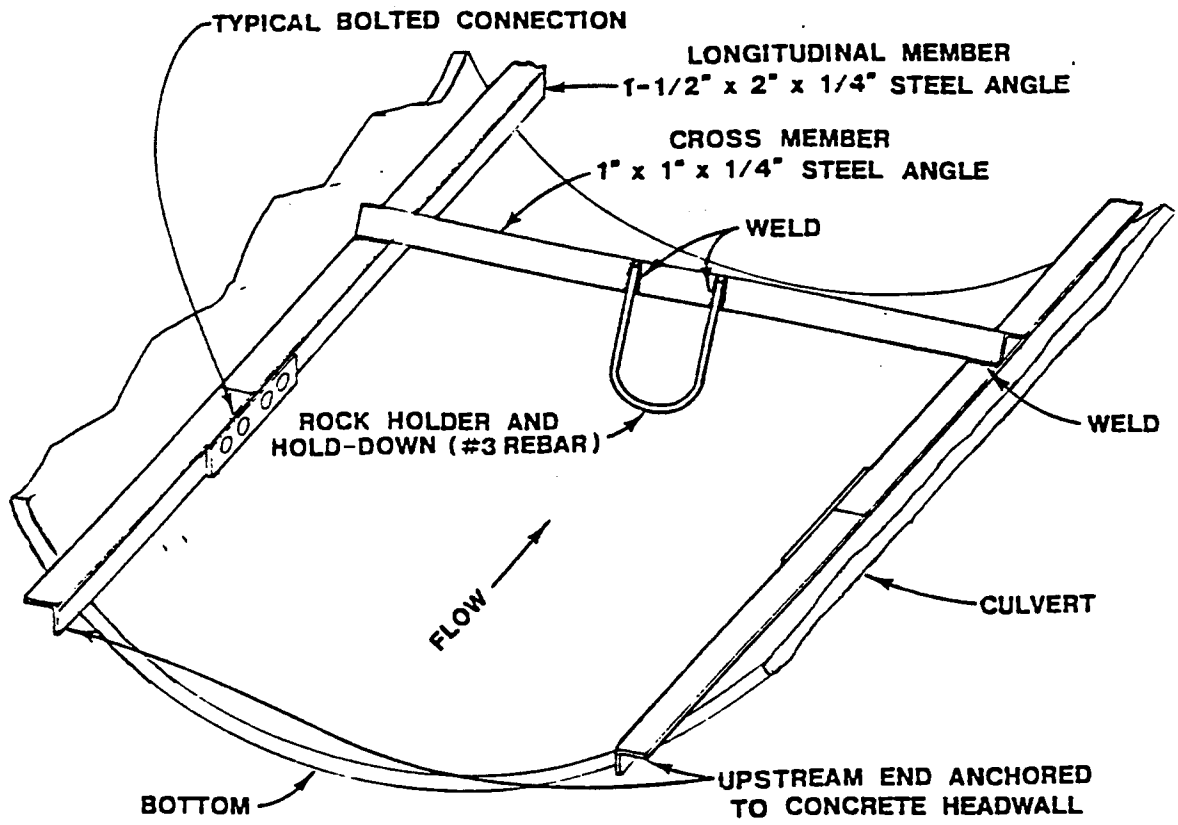 TYPICAL BOLTED CONNECTION
LONGITUDINAL MEMBER
1-1/2" x 2" x 1/4" STEEL ANGLE
CROSS MEMBER
1" x 1" x 1/4" STEEL ANGLE
WELD
ROCK HOLDER AND
HOLD-DOWN (#3 REBAR)
WELD
FLOW
CULVERT
UPSTREAM END ANCHORED
TO CONCRETE HEADWALL
BOTTOM